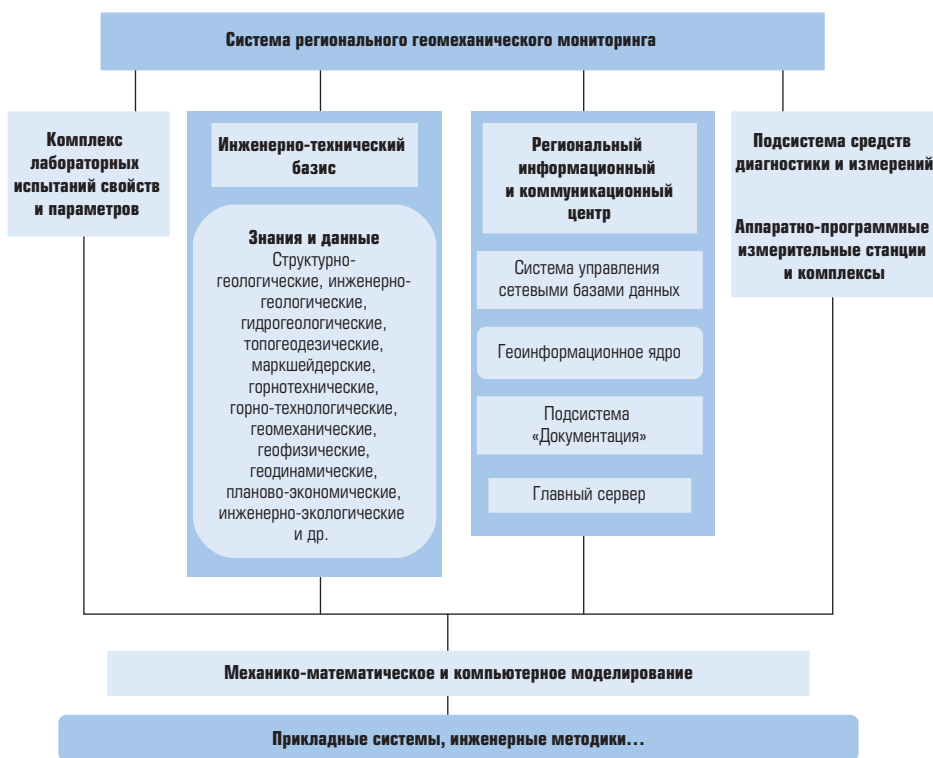 Система регионального геомеханического мониторинга
Комплекс
лабораторных
испытаний свойств
и параметров
Инженерно-технический
базис
Знания и данные
Структурно-
геологические, инженерно-
геологические,
гидрогеологические,
топогеодезические,
маркшейдерские,
горнотехнические,
горно-технологические,
геомеханические,
геофизические,
геодинамические,
планово-экономические,
инженерно-экологические
и др.
Региональный
информационный
и коммуникационный
центр
Система управления
сетевыми базами данных
Геоинформационное ядро
Подсистема
«Документация»
Главный сервер
Подсистема средств
диагностики и измерений
Аппаратно-программные
измерительные станции
и комплексы
Механико-математическое и компьютерное моделирование
Прикладные системы, инженерные методики…